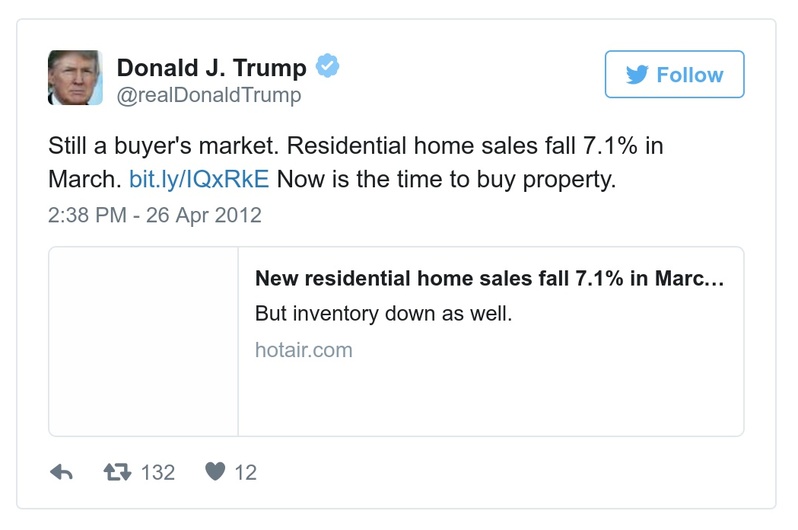 Donald J. Trump
@realDonaldTrump
Follow
Still a buyer's market. Residential home sales fall 7.1% in
March. bit.ly/IQxRkE Now is the time to buy property.
2:38 PM - 26 Apr 2012
New residential home sales fall 7.1% in Marc...
But inventory down as well.
hotair.com
132
12